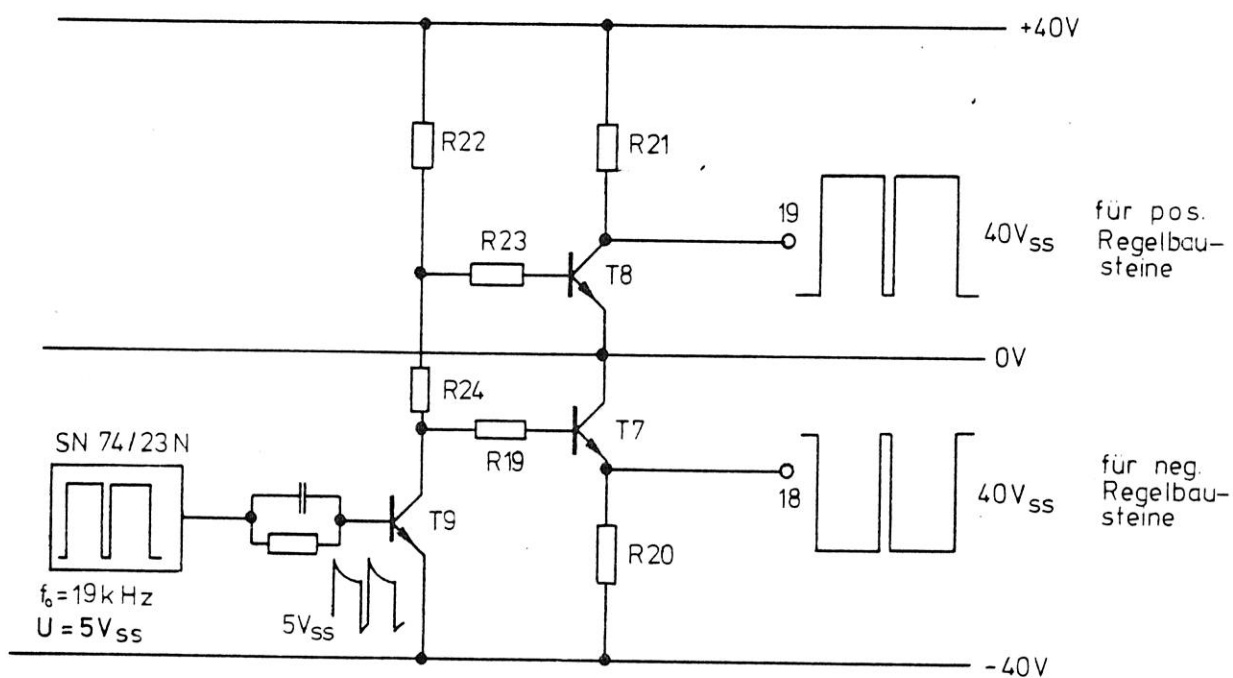 +40V
R22
R21
19
40Vss
für pos.
Regelbau-
steine
R23
T8
0V
R24
SN 74/23 N
R19
T7
18
40Vss
für neg.
Regelbau-
steine
T9
R20
f₀=19kHz
U=5Vss
5Vss
-40V